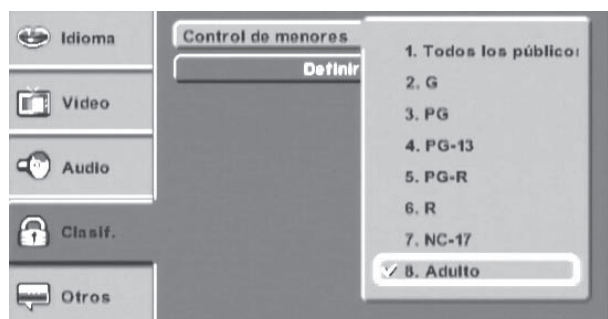 Idioma
Vídeo
Audio
Clasif.
Otros
Control de menores
Definir
1. Todos los público
2. G
3. PG
4. PG-13
5. PG-R
6. R
7. NC-17
8. Adulto